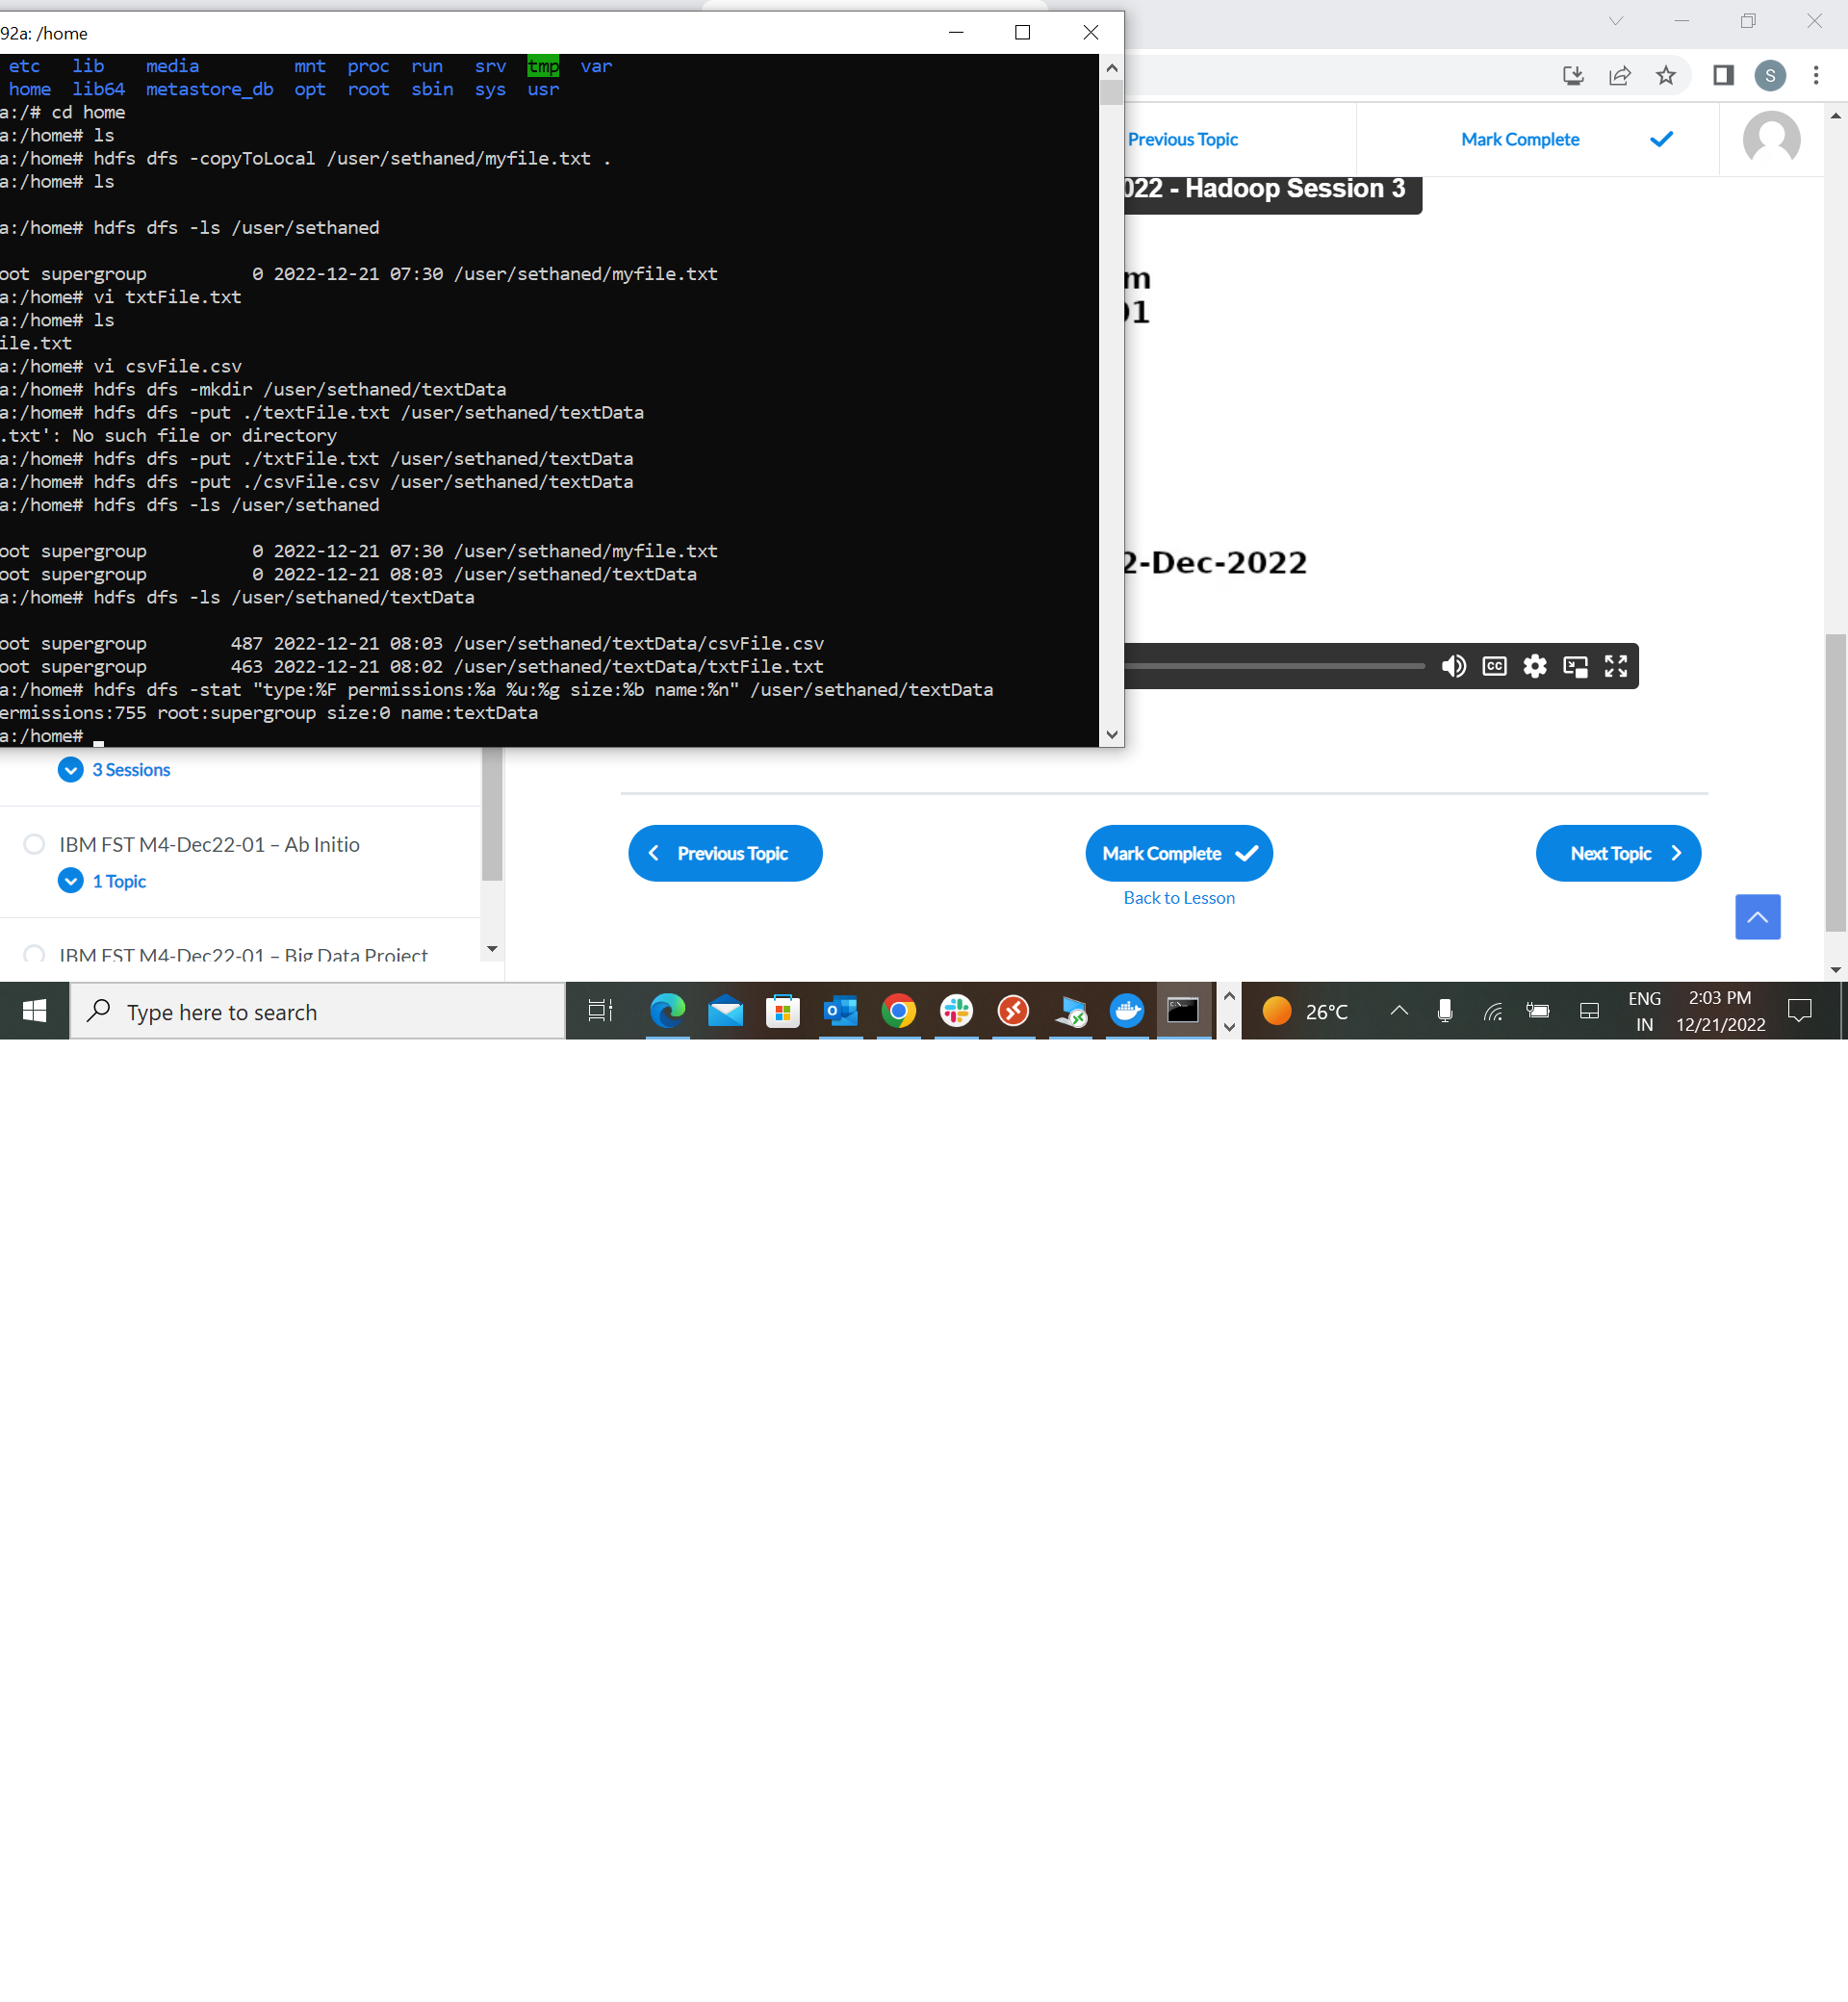 92a: /home
etc lib media mnt proc run srv tmp var
home lib64 metastore_db opt root sbin sys usr
a:/# cd home
a:/home# ls
a:/home# hdfs dfs -copyToLocal /user/sethaned/myfile.txt .
a:/home# ls
a:/home# hdfs dfs -ls /user/sethaned
oot supergroup 0 2022-12-21 07:30 /user/sethaned/myfile.txt
a:/home# vi txtFile.txt
a:/home# ls
ile.txt
a:/home# vi csvFile.csv
a:/home# hdfs dfs -mkdir /user/sethaned/textData
a:/home# hdfs dfs -put ./textFile.txt /user/sethaned/textData
.txt': No such file or directory
a:/home# hdfs dfs -put ./txtFile.txt /user/sethaned/textData
a:/home# hdfs dfs -put ./csvFile.csv /user/sethaned/textData
a:/home# hdfs dfs -ls /user/sethaned
oot supergroup 0 2022-12-21 07:30 /user/sethaned/myfile.txt
oot supergroup 0 2022-12-21 08:03 /user/sethaned/textData
a:/home# hdfs dfs -ls /user/sethaned/textData
oot supergroup 487 2022-12-21 08:03 /user/sethaned/textData/csvFile.csv
oot supergroup 463 2022-12-21 08:02 /user/sethaned/textData/txtFile.txt
a:/home# hdfs dfs -stat "type:%F permissions:%a %u:%g size:%b name:%n" /user/sethaned/textData
ermissions:755 root:supergroup size:0 name:textData
a:/home#
S
Previous Topic
Mark Complete
022 - Hadoop Session 3
m
01
2-Dec-2022
CC
3 Sessions
IBM FST M4-Dec22-01 – Ab Initio
1 Topic
IBM FST M4-Dec22-01 – Big Data Project
Previous Topic
Mark Complete
Next Topic
Back to Lesson
Type here to search
26°C
ENG
IN
2:03 PM
12/21/2022